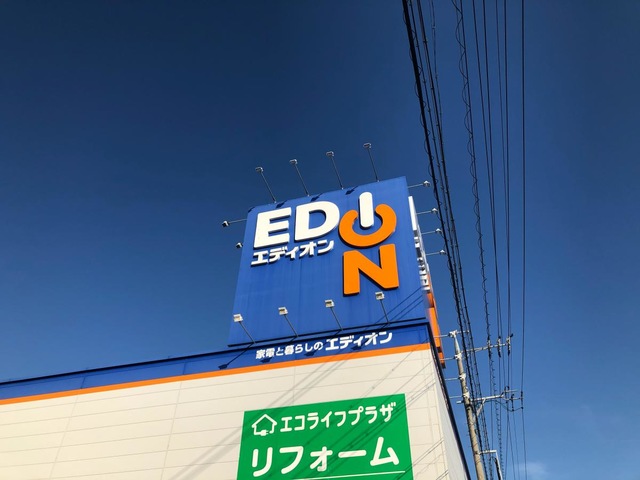 EDION
エディオン
家電と暮らしのエディオン
エコライフプラザ
リフォーム